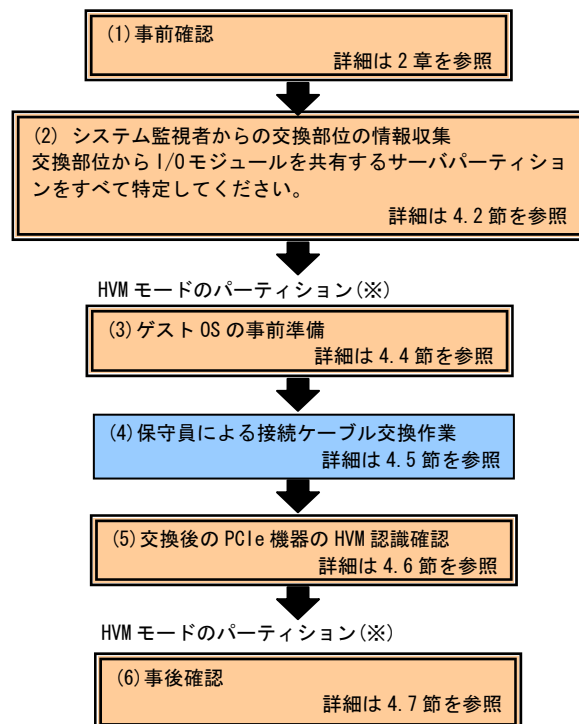 (1)事前確認
詳細は 2 章を参照
(2) システム監視者からの交換部位の情報収集
交換部位から I/O モジュールを共有するサーバパーティショ
ンをすべて特定してください。
詳細は 4.2 節を参照
HVM モードのパーティション(※)
(3)ゲスト OS の事前準備
詳細は 4.4 節を参照
(4)保守員による接続ケーブル交換作業
詳細は 4.5 節を参照
(5)交換後の PCIe 機器の HVM 認識確認
詳細は 4.6 節を参照
HVM モードのパーティション(※)
(6)事後確認
詳細は 4.7 節を参照